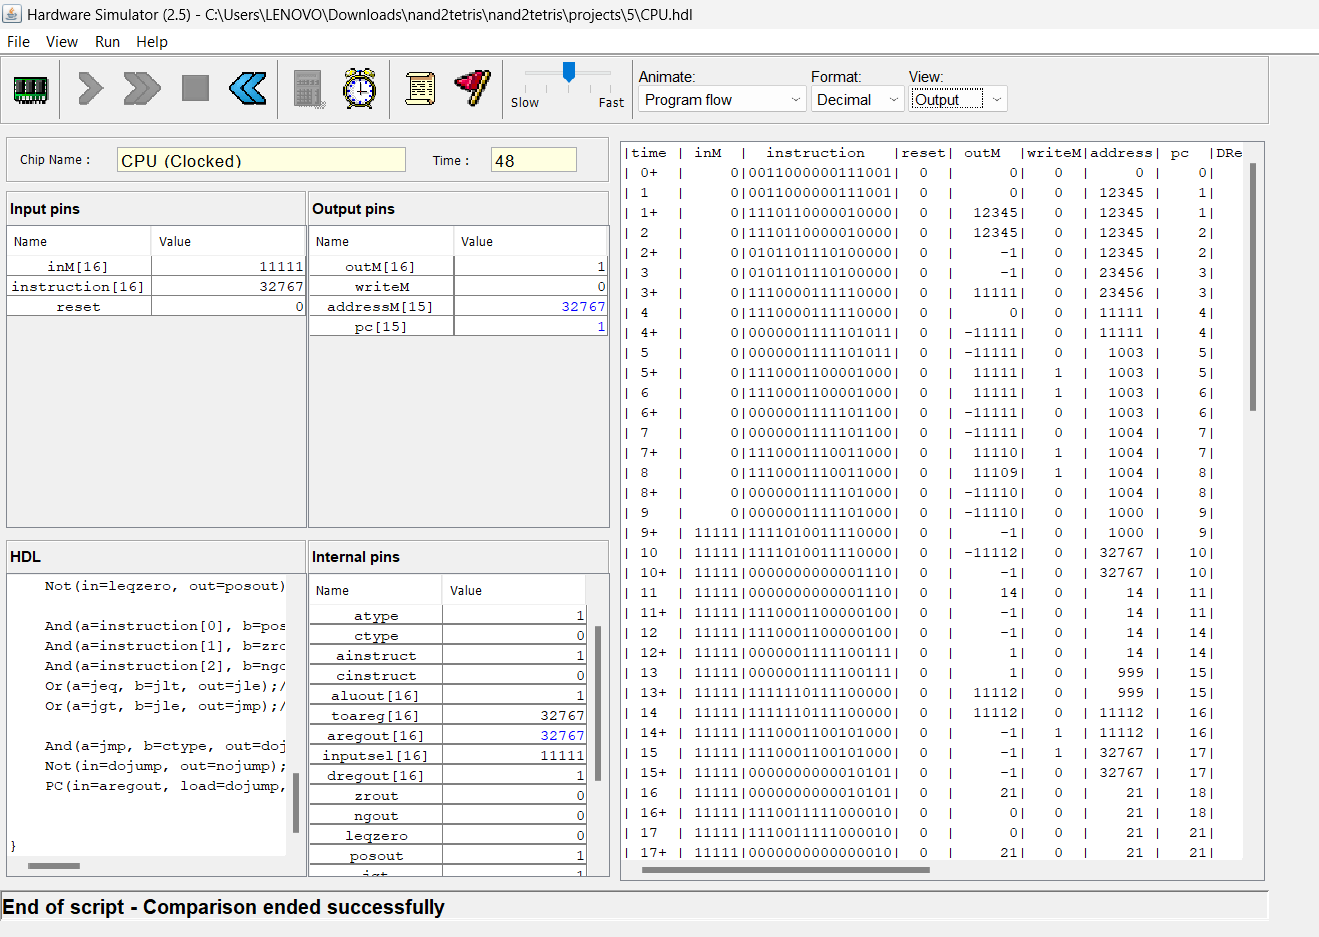 Hardware Simulator (2.5) - C:\Users\LENOVO\Downloads\nand2tetris\nand2tetris\projects\5\CPU.hdl
File View Run Help
Slow Fast
Animate: Format: View:
Program flow Decimal Output
Chip Name : CPU (Clocked) Time : 48
Input pins
Name Value
inM[16] 11111
instruction[16] 32767
reset 0
Output pins
Name Value
outM[16] 1
writeM 0
addressM[15] 32767
pc[15] 1
HDL
Not(in=leqzero, out=posout)
And(a=instruction[0], b=pos
And(a=instruction[1], b=zro
And(a=instruction[2], b=ngo
Or(a=jeq, b=jlt, out=jle);/
Or(a=jgt, b=jle, out=jmp);/
And(a=jmp, b=ctype, out=doj
Not(in=dojump, out=nojump);
PC(in=aregout, load=dojump,
}
Internal pins
Name Value
atype 1
ctype 0
ainstruct 1
cinstruct 0
aluout[16] 1
toareg[16] 32767
aregout[16] 32767
inputsel[16] 11111
dregout[16] 1
zrout 0
ngout 0
leqzero 0
posout 1
jgt 1
|time | inM | instruction |reset| outM |writeM|address| pc |DRe
| 0+ | 0|0011000000111001| 0 | 0| 0 | 0 | 0|
| 1 | 0|0011000000111001| 0 | 0| 0 | 12345 | 1|
| 1+ | 0|1110110000010000| 0 | 12345| 0 | 12345 | 1|
| 2 | 0|1110110000010000| 0 | 12345| 0 | 12345 | 2|
| 2+ | 0|0101101110100000| 0 | -1| 0 | 12345 | 2|
| 3 | 0|0101101110100000| 0 | -1| 0 | 23456 | 3|
| 3+ | 0|1110000111110000| 0 | 11111| 0 | 23456 | 3|
| 4 | 0|1110000111110000| 0 | 0| 0 | 11111 | 4|
| 4+ | 0|0000001111101011| 0 | -11111| 0 | 11111 | 4|
| 5 | 0|0000001111101011| 0 | -11111| 0 | 1003 | 5|
| 5+ | 0|1110001100001000| 0 | 11111| 1 | 1003 | 5|
| 6 | 0|1110001100001000| 0 | 11111| 1 | 1003 | 6|
| 6+ | 0|0000001111101100| 0 | -11111| 0 | 1003 | 6|
| 7 | 0|0000001111101100| 0 | -11111| 0 | 1004 | 7|
| 7+ | 0|1110001110011000| 0 | 11110| 1 | 1004 | 7|
| 8 | 0|1110001110011000| 0 | 11109| 1 | 1004 | 8|
| 8+ | 0|0000001111101000| 0 | -11110| 0 | 1004 | 8|
| 9 | 0|0000001111101000| 0 | -11110| 0 | 1000 | 9|
| 9+ | 11111|1111010011110000| 0 | -1| 0 | 1000 | 9|
| 10 | 11111|1111010011110000| 0 | -11112| 0 | 32767 | 10|
| 10+ | 11111|0000000000001110| 0 | -1| 0 | 32767 | 10|
| 11 | 11111|0000000000001110| 0 | 14| 0 | 14 | 11|
| 11+ | 11111|1110001100000100| 0 | -1| 0 | 14 | 11|
| 12 | 11111|1110001100000100| 0 | -1| 0 | 14 | 14|
| 12+ | 11111|0000001111100111| 0 | 1| 0 | 14 | 14|
| 13 | 11111|0000001111100111| 0 | 1| 0 | 999 | 15|
| 13+ | 11111|1111110111100000| 0 | 11112| 0 | 999 | 15|
| 14 | 11111|1111110111100000| 0 | 11112| 0 | 11112 | 16|
| 14+ | 11111|1110001100101000| 0 | -1| 1 | 11112 | 16|
| 15 | 11111|1110001100101000| 0 | -1| 1 | 32767 | 17|
| 15+ | 11111|0000000000010101| 0 | -1| 0 | 32767 | 17|
| 16 | 11111|0000000000010101| 0 | 21| 0 | 21 | 18|
| 16+ | 11111|1110011111000010| 0 | 0| 0 | 21 | 18|
| 17 | 11111|1110011111000010| 0 | 0| 0 | 21 | 21|
| 17+ | 11111|0000000000000010| 0 | 21| 0 | 21 | 21|
End of script - Comparison ended successfully